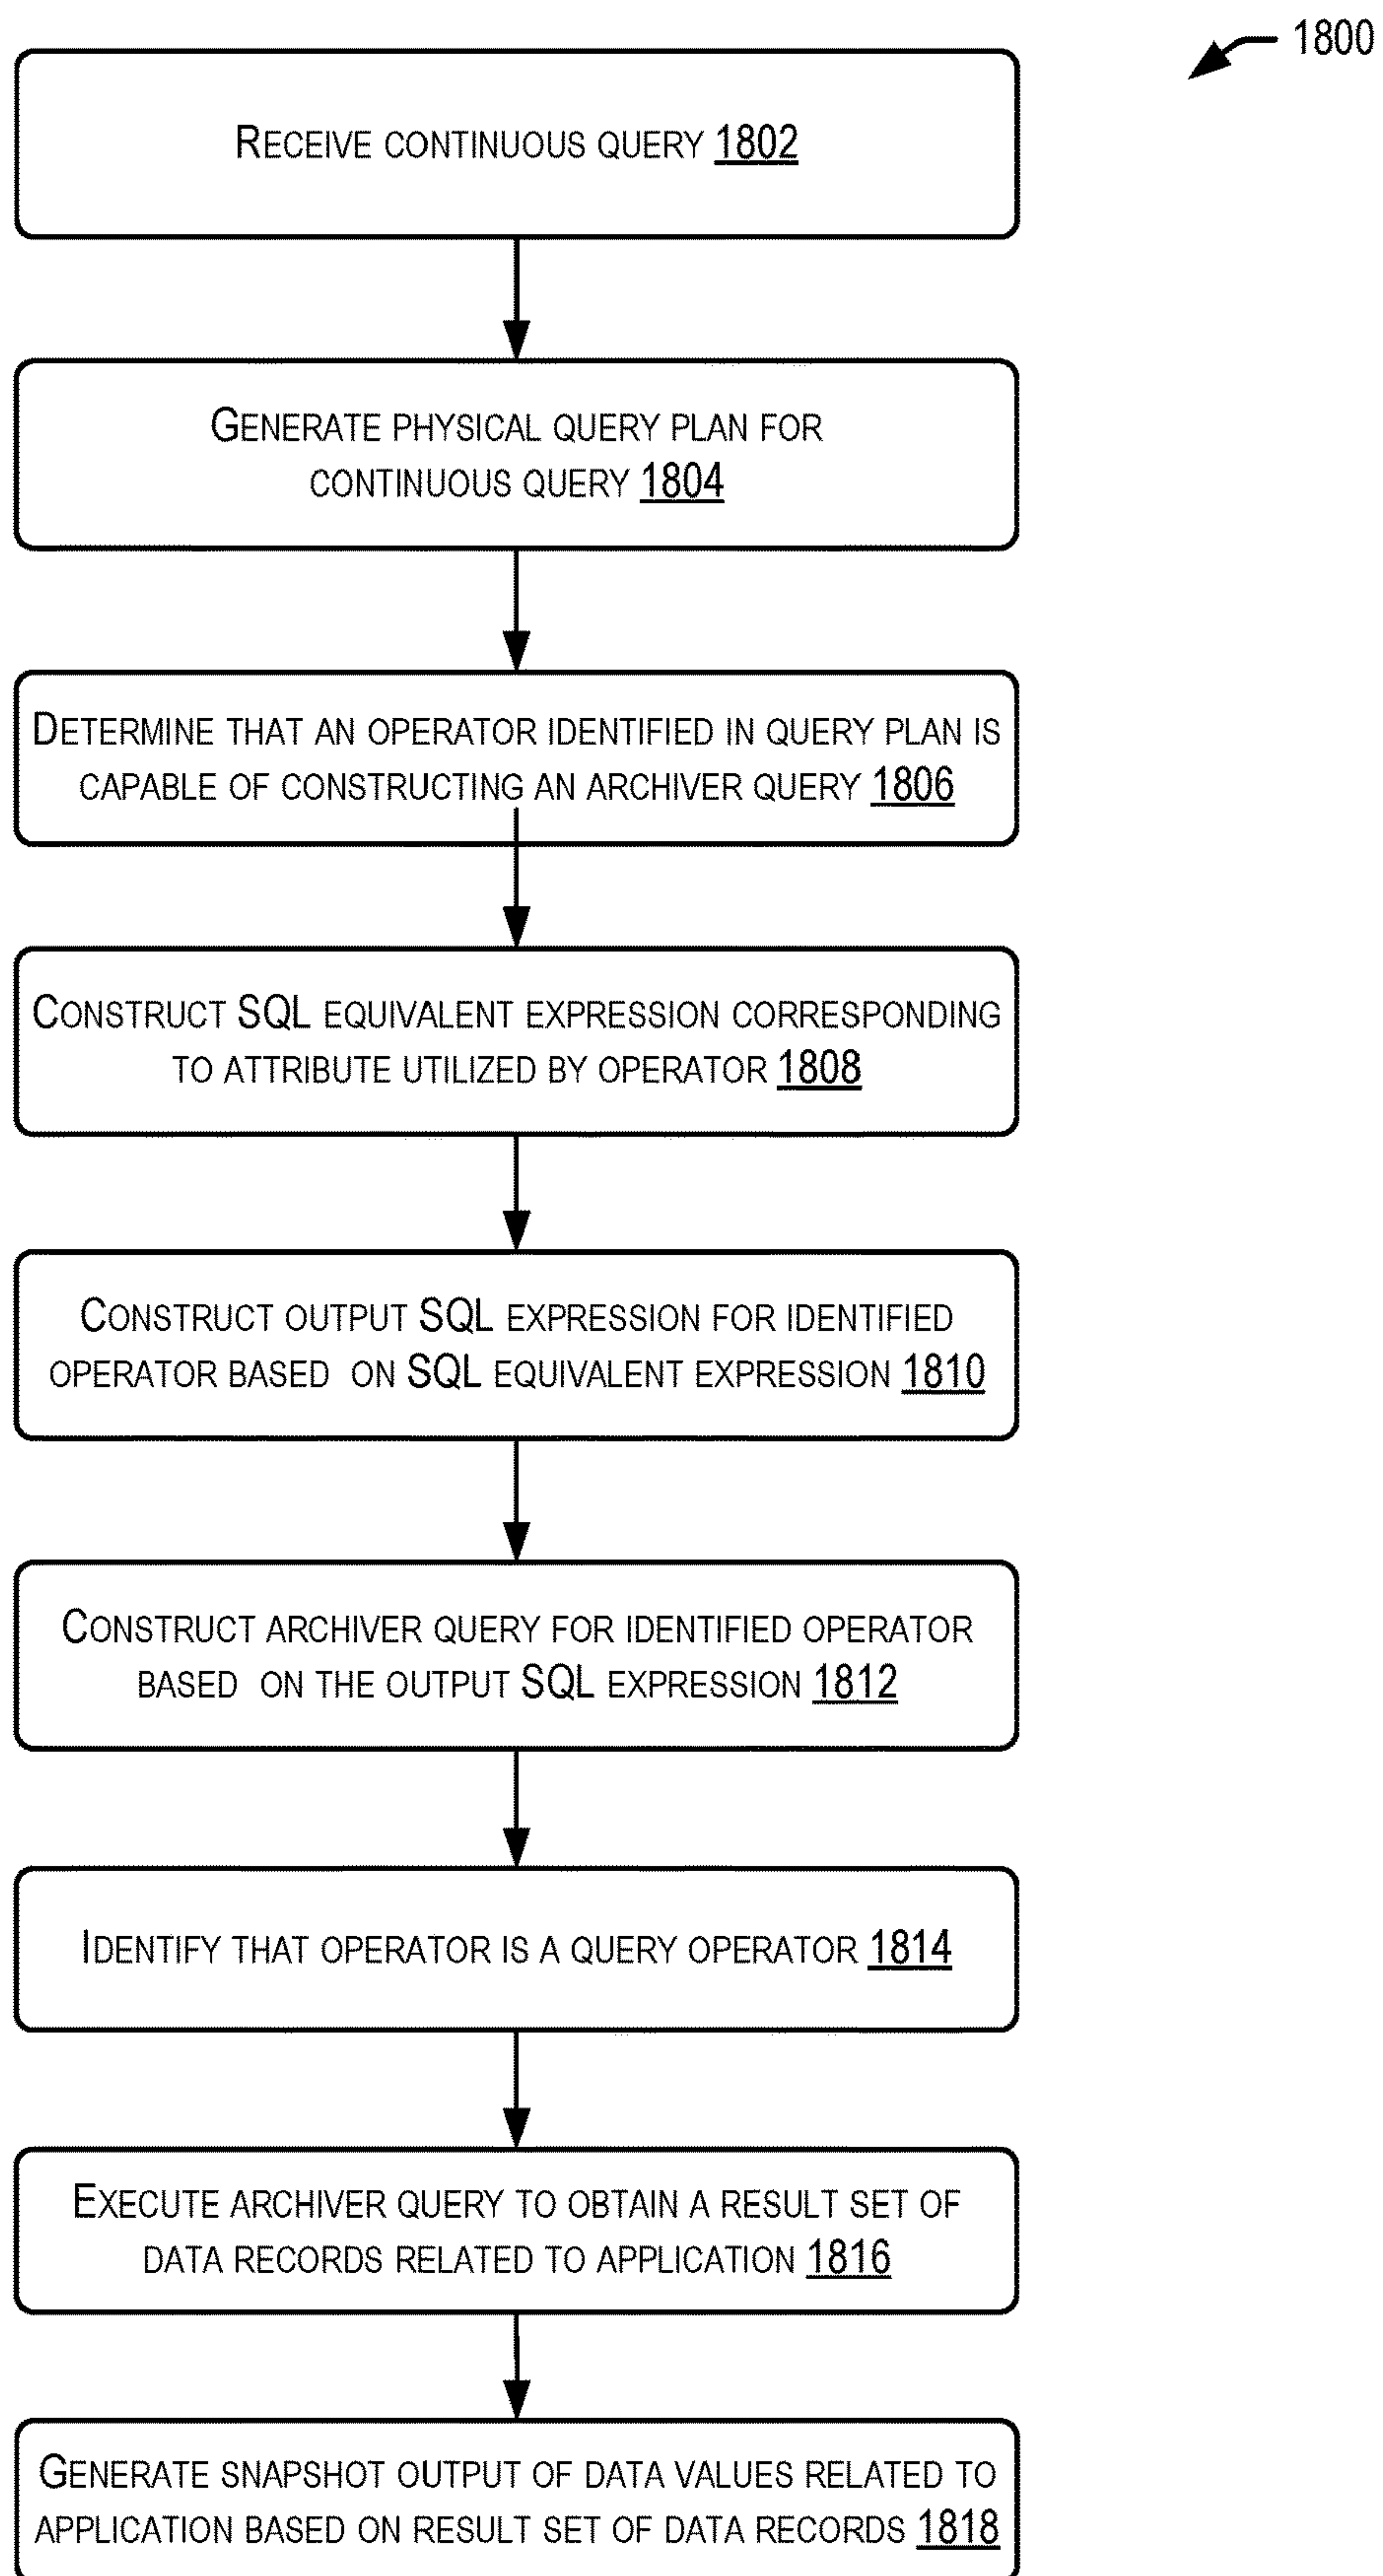 1800
RECEIVE CONTINUOUS QUERY 1802
GENERATE PHYSICAL QUERY PLAN FOR
CONTINUOUS QUERY 1804
DETERMINE THAT AN OPERATOR IDENTIFIED IN QUERY PLAN IS
CAPABLE OF CONSTRUCTING AN ARCHIVER QUERY 1806
CONSTRUCT SQL EQUIVALENT EXPRESSION CORRESPONDING
TO ATTRIBUTE UTILIZED BY OPERATOR 1808
CONSTRUCT OUTPUT SQL EXPRESSION FOR IDENTIFIED
OPERATOR BASED ON SQL EQUIVALENT EXPRESSION 1810
CONSTRUCT ARCHIVER QUERY FOR IDENTIFIED OPERATOR
BASED ON THE OUTPUT SQL EXPRESSION 1812
IDENTIFY THAT OPERATOR IS A QUERY OPERATOR 1814
EXECUTE ARCHIVER QUERY TO OBTAIN A RESULT SET OF
DATA RECORDS RELATED TO APPLICATION 1816
GENERATE SNAPSHOT OUTPUT OF DATA VALUES RELATED TO
APPLICATION BASED ON RESULT SET OF DATA RECORDS 1818